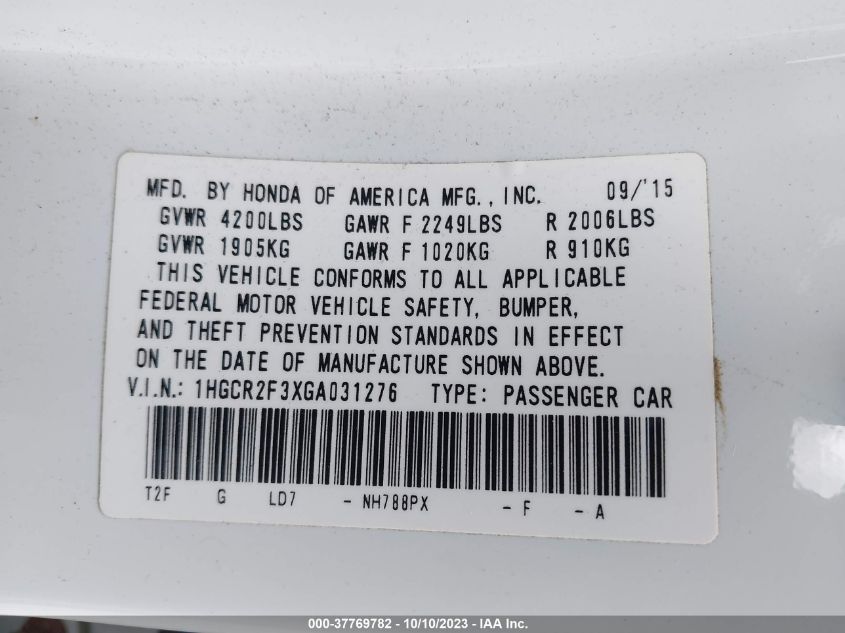 MFD. BY HONDA OF AMERICA MFG., INC. 09/'15
GVWR 4200LBS GAWR F 2249LBS R 2006LBS
GVWR 1905KG GAWR F 1020KG R 910KG
THIS VEHICLE CONFORMS TO ALL APPLICABLE
FEDERAL MOTOR VEHICLE SAFETY, BUMPER,
AND THEFT PREVENTION STANDARDS IN EFFECT
ON THE DATE OF MANUFACTURE SHOWN ABOVE.
V.I.N.: 1HGCR2F3XGA031276 TYPE: PASSENGER CAR
T2F G LD7 - NH788PX - F - A
000-37769782 - 10/10/2023 - IAA Inc.